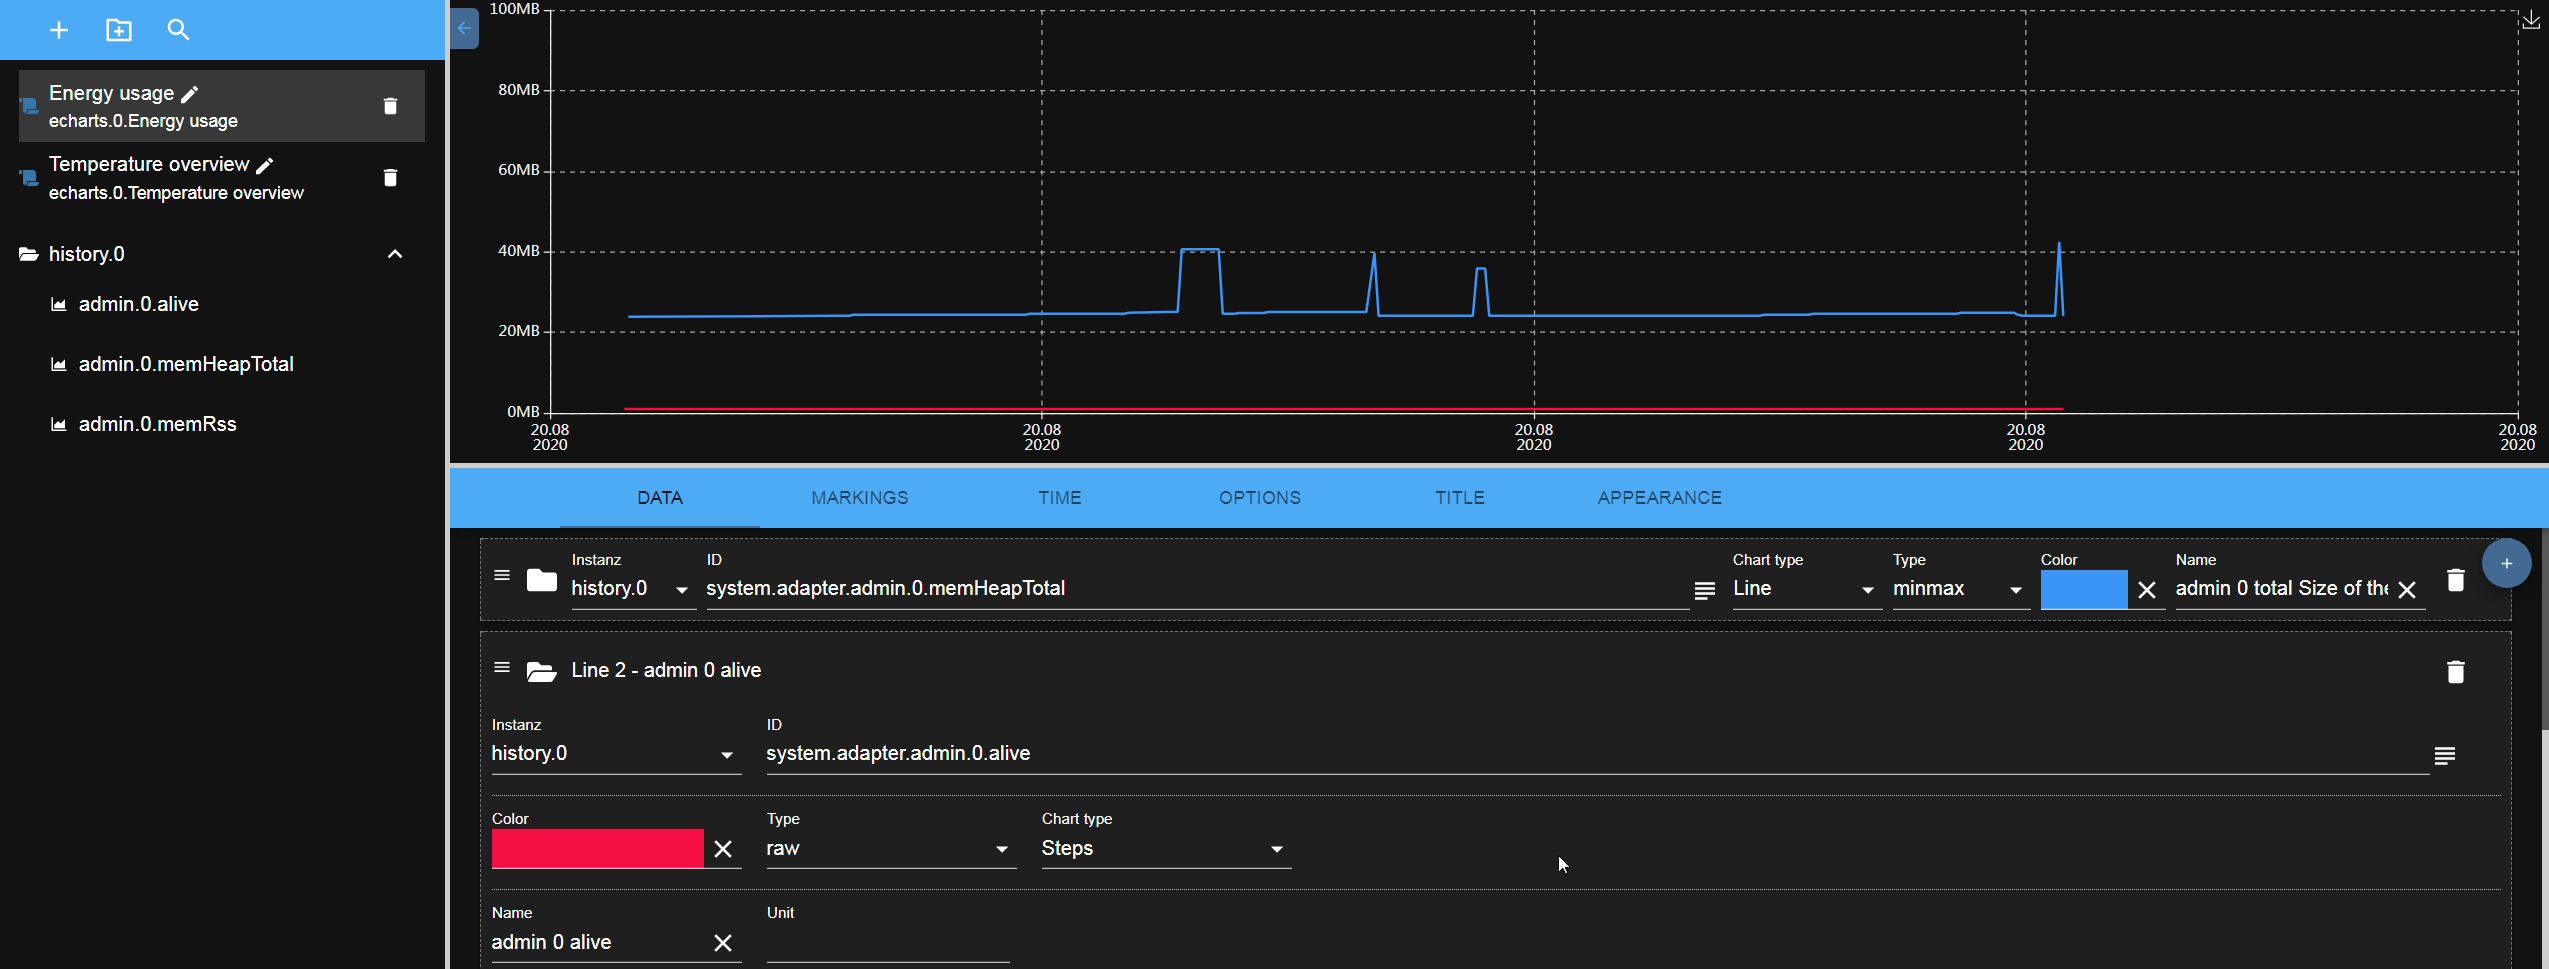 Energy usage
echarts.0.Energy usage
Temperature overview
echarts.0.Temperature overview
history.0
admin.0.alive
admin.0.memHeapTotal
admin.0.memRss
100MB
80MB
60MB
40MB
20MB
0MB
20.08 20.08 20.08 20.08 20.08
2020 2020 2020 2020 2020
DATA MARKINGS TIME OPTIONS TITLE APPEARANCE
Instanz ID Chart type Type Color Name
history.0 system.adapter.admin.0.memHeapTotal Line minmax admin 0 total Size of the
Line 2 - admin 0 alive
Instanz ID
history.0 system.adapter.admin.0.alive
Color Type Chart type
raw Steps
Name Unit
admin 0 alive